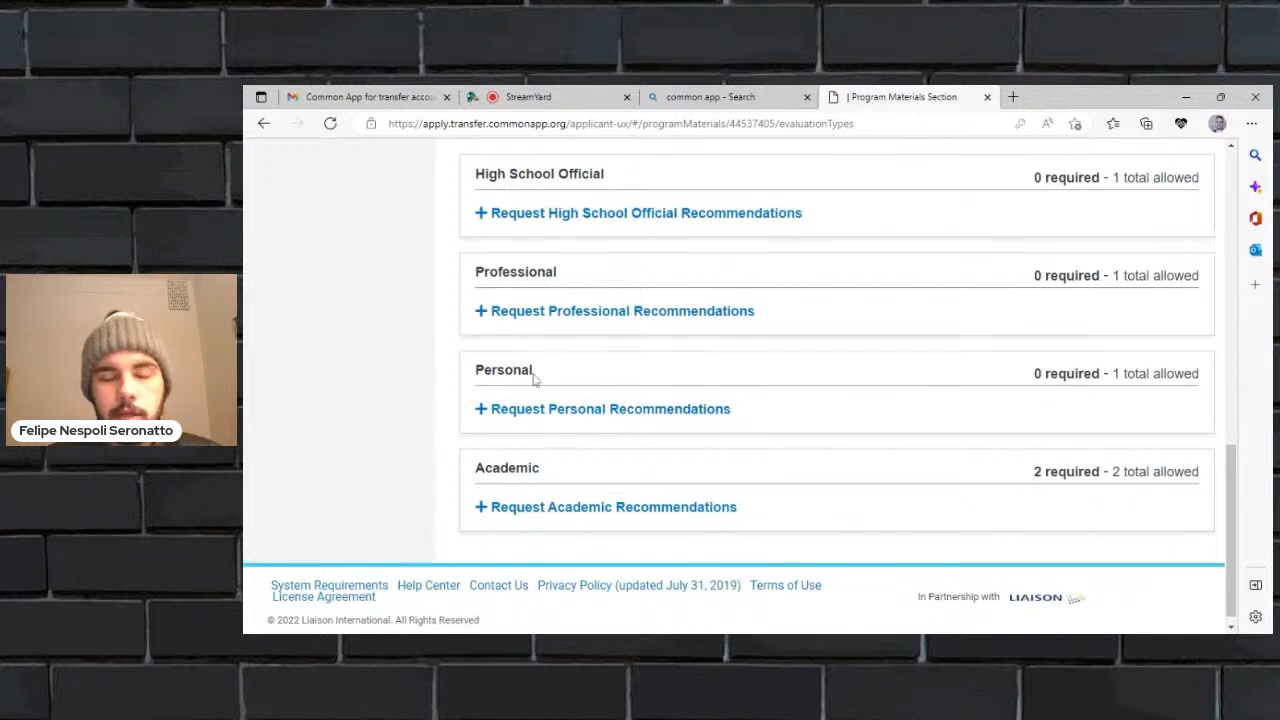 Common App for transfer accou
StreamYard
common app - Search
| Program Materials Section
https://apply.transfer.commonapp.org/applicant-ux/#/programMaterials/44537405/evaluationTypes
High School Official
0 required - 1 total allowed
+ Request High School Official Recommendations
Professional
0 required - 1 total allowed
+ Request Professional Recommendations
Personal
0 required - 1 total allowed
+ Request Personal Recommendations
Academic
2 required - 2 total allowed
+ Request Academic Recommendations
Felipe Nespoli Seronatto
System Requirements Help Center Contact Us Privacy Policy (updated July 31, 2019) Terms of Use
License Agreement
In Partnership with LIAISON
© 2022 Liaison International. All Rights Reserved